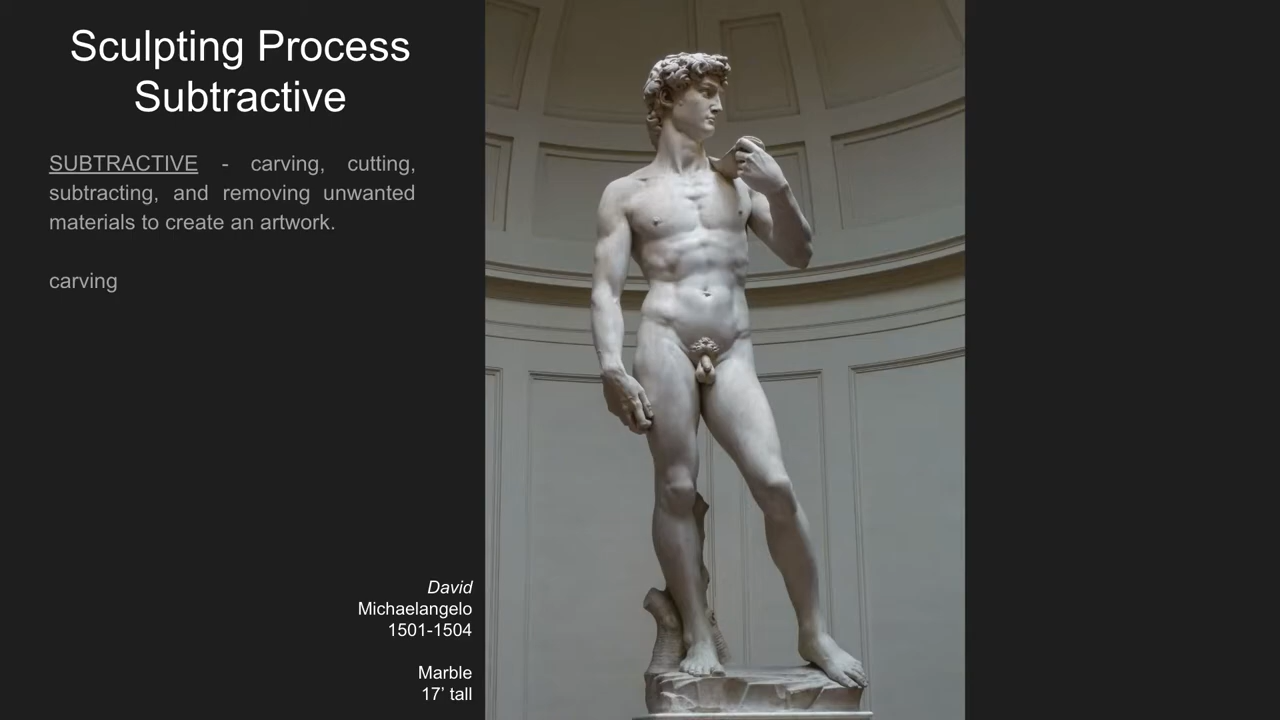 Sculpting Process
Subtractive
SUBTRACTIVE - carving, cutting,
subtracting, and removing unwanted
materials to create an artwork.
carving
David
Michaelangelo
1501-1504
Marble
17’ tall